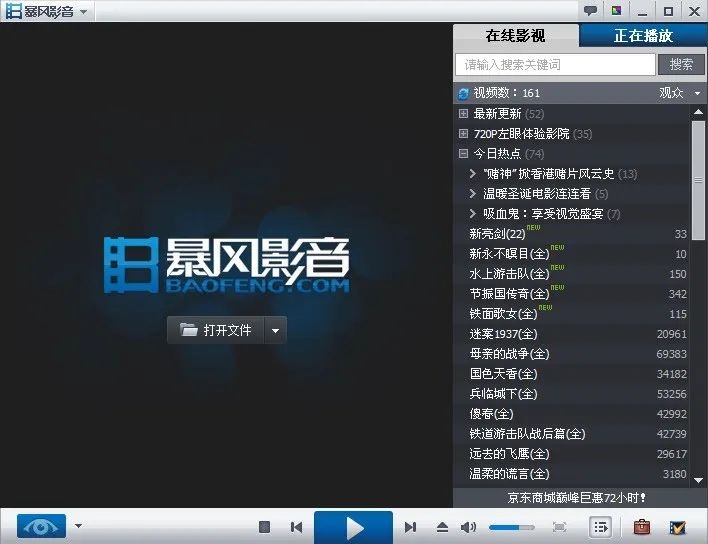 暴风影音
在线影视
正在播放
请输入搜索关键词
搜索
视频数：161
观众
最新更新 (52)
720P左眼体验影院 (35)
今日热点 (74)
"赌神"掀香港赌片风云史 (13)
温暖圣诞电影连连看 (5)
吸血鬼：享受视觉盛宴 (7)
新亮剑(22) NEW 33
新永不瞑目(全) NEW 10
水上游击队(全) NEW 150
节振国传奇(全) NEW 342
铁面歌女(全) NEW 115
迷案1937(全) 20961
母亲的战争(全) 69383
国色天香(全) 34182
兵临城下(全) 53256
傻春(全) 42992
铁道游击队战后篇(全) 42739
远去的飞鹰(全) 29617
温柔的谎言(全) 3180
京东商城巅峰巨惠72小时！
暴风影音
BAOFENG.COM
打开文件